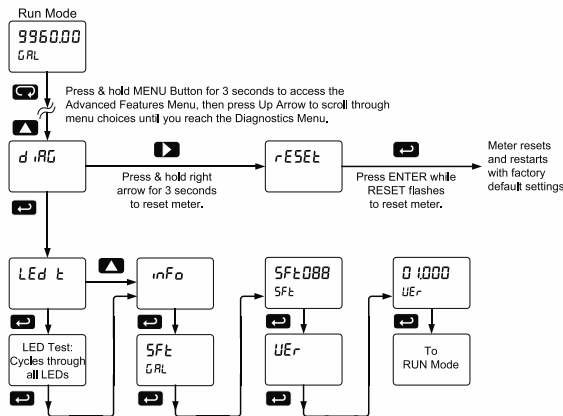 Run Mode
9960.00
GAL
Press & hold MENU Button for 3 seconds to access the
Advanced Features Menu, then press Up Arrow to scroll through
menu choices until you reach the Diagnostics Menu.
diAG
Press & hold right
arrow for 3 seconds
to reset meter.
rESEt
Press ENTER while
RESET flashes
to reset meter.
Meter resets
and restarts
with factory
default settings
LEd t
inFo
SFt088
SFt
01.000
VEr
LED Test:
Cycles through
all LEDs
SFt
GAL
VEr
To
RUN Mode